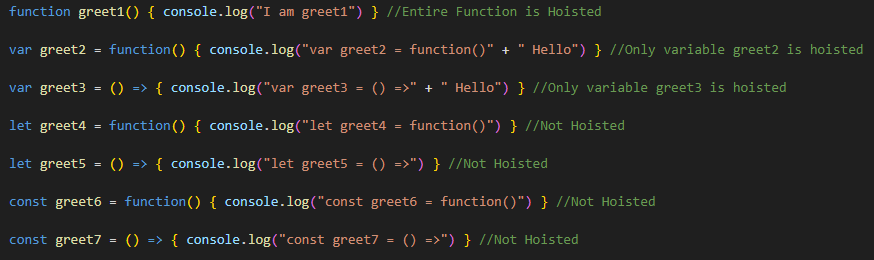 function greet1() { console.log("I am greet1") } //Entire Function is Hoisted
var greet2 = function() { console.log("var greet2 = function()" + " Hello") } //Only variable greet2 is hoisted
var greet3 = () => { console.log("var greet3 = () =>" + " Hello") } //Only variable greet3 is hoisted
let greet4 = function() { console.log("let greet4 = function()") } //Not Hoisted
let greet5 = () => { console.log("let greet5 = () =>") } //Not Hoisted
const greet6 = function() { console.log("const greet6 = function()") } //Not Hoisted
const greet7 = () => { console.log("const greet7 = () =>") } //Not Hoisted